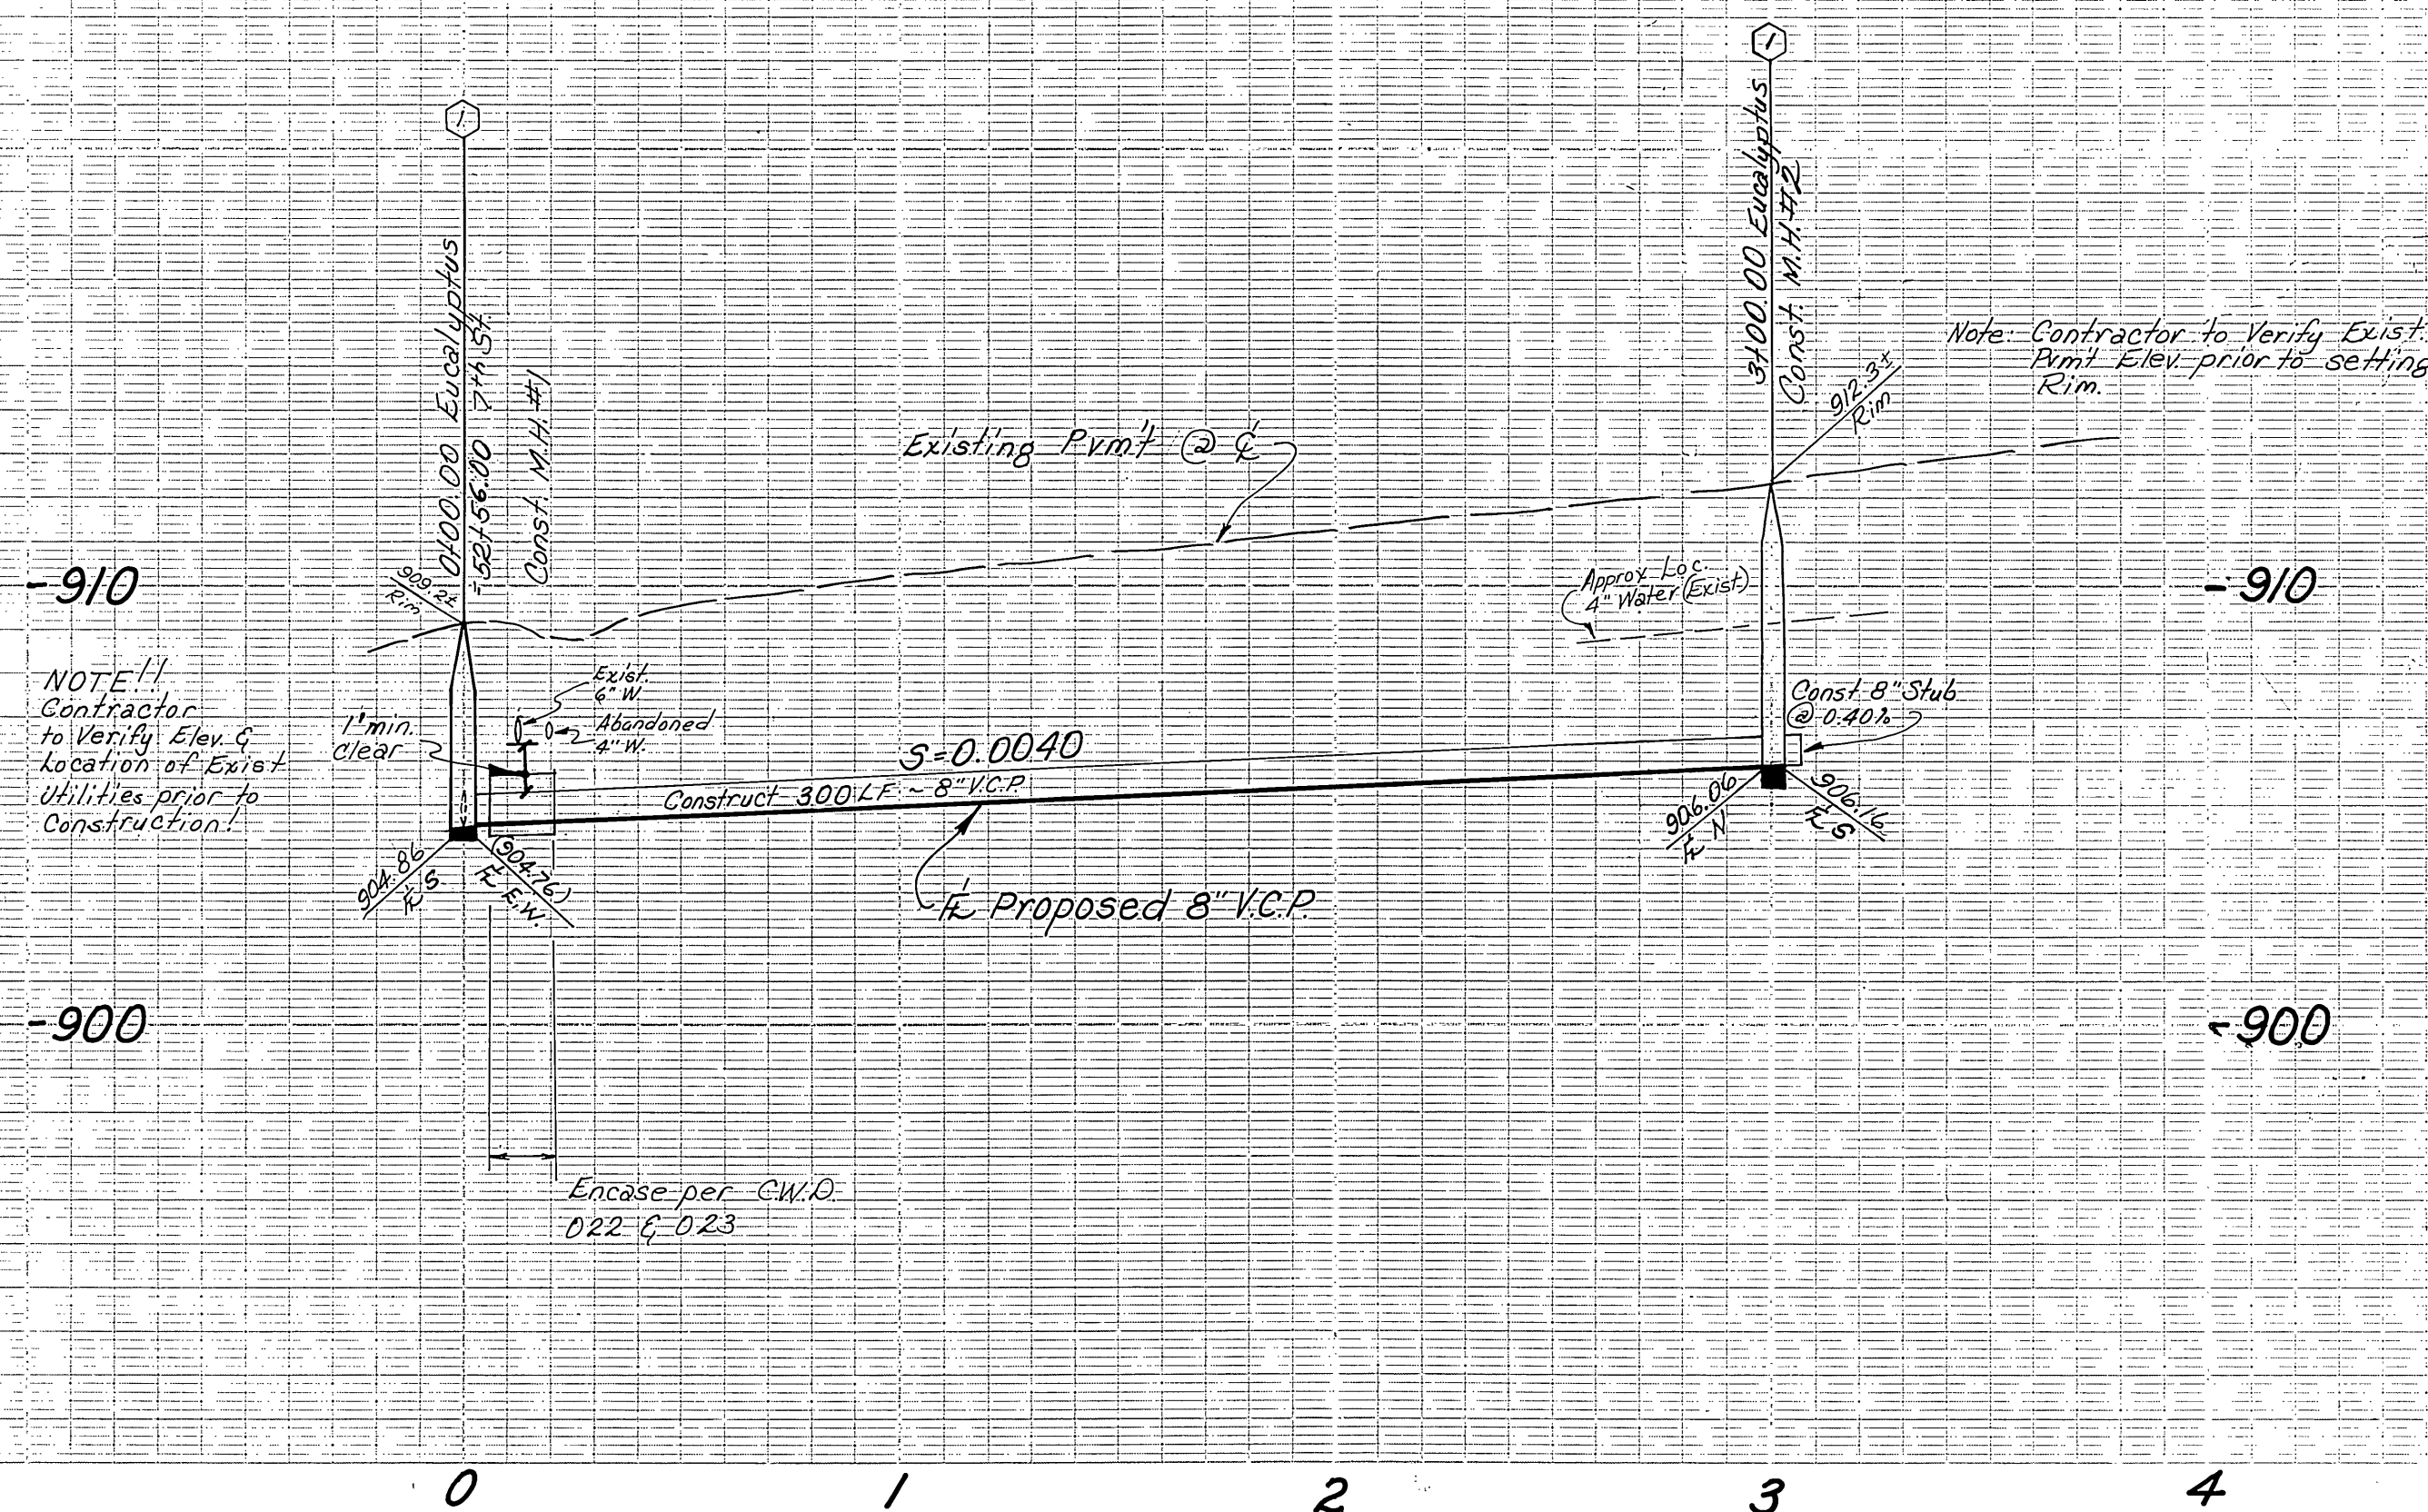 1
1
0+00.00 Eucalyptus
= 52+56.00 7th St.
Const. M.H. #1
3+00.00 Eucalyptus
Const. M.H. #2
Note: Contractor to Verify Exist.
Pvm't Elev. prior to setting
Rim.
912.3±
Rim
Existing Pvm't @ ℄
-910
909.2±
Rim
Approx Loc.
4" Water (Exist)
-910
NOTE!!
Contractor
to Verify Elev. &
Location of Exist
Utilities prior to
Construction!
1' min.
Clear
Exist.
6" W.
Abandoned
4" W.
Const 8" Stub
@ 0.40%
S=0.0040
Construct 300 LF ~ 8" V.C.P.
904.86
FL S
(904.76)
FL E,W.
906.06
FL N
906.16
FL S
FL Proposed 8" V.C.P.
-900
-900
Encase per C.W.D.
022 & 023
0
1
2
3
4